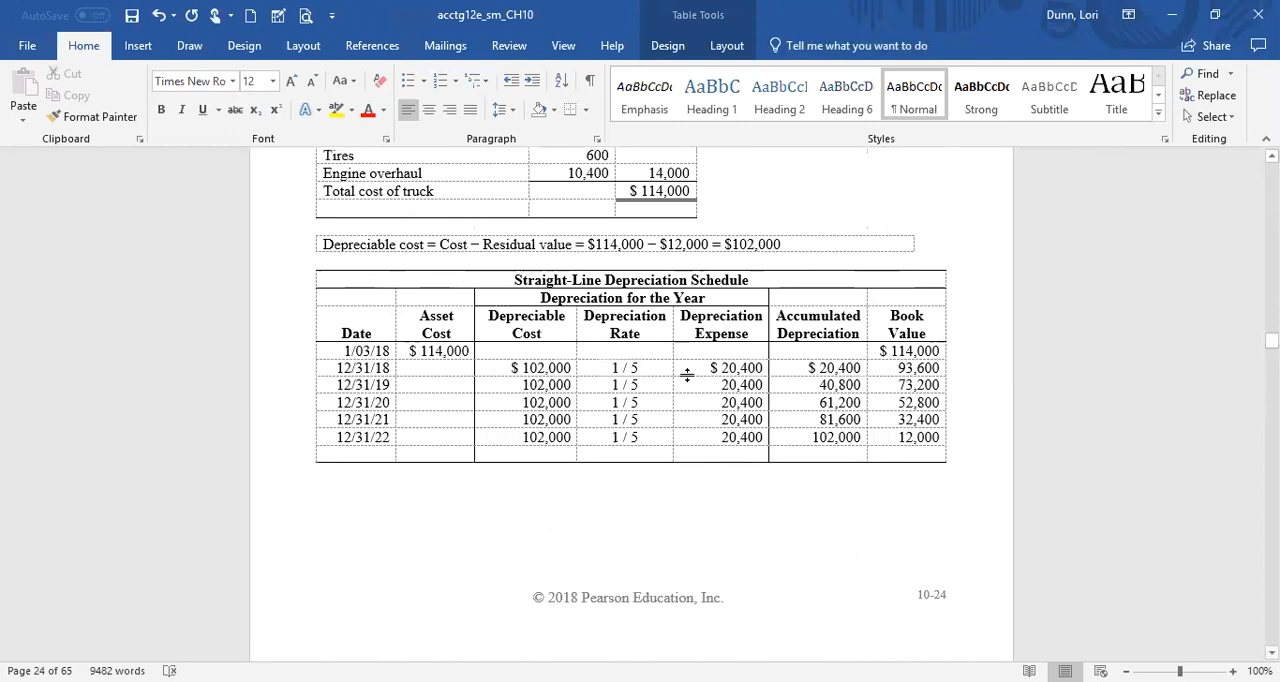 AutoSave Off acctg12e_sm_CH10 Table Tools Dunn, Lori
File Home Insert Draw Design Layout References Mailings Review View Help Design Layout Tell me what you want to do Share
Cut
Copy
Format Painter
Paste
Times New Ro 12
Aa
B I U abc X₂ X² A A
AaBbCcDc AaBbC AaBbCc AaBbCcD AaBbCcDc AaBbCcDc AaBbCcDc AaB
Emphasis Heading 1 Heading 2 Heading 6 ¶ Normal Strong Subtitle Title
Find
Replace
Select
Clipboard Font Paragraph Styles Editing
Tires 600
Engine overhaul 10,400 14,000
Total cost of truck $ 114,000
Depreciable cost = Cost − Residual value = $114,000 − $12,000 = $102,000
Straight-Line Depreciation Schedule
Depreciation for the Year
Asset Depreciable Depreciation Depreciation Accumulated Book
Date Cost Cost Rate Expense Depreciation Value
1/03/18 $ 114,000 $ 114,000
12/31/18 $ 102,000 1 / 5 $ 20,400 $ 20,400 93,600
12/31/19 102,000 1 / 5 20,400 40,800 73,200
12/31/20 102,000 1 / 5 20,400 61,200 52,800
12/31/21 102,000 1 / 5 20,400 81,600 32,400
12/31/22 102,000 1 / 5 20,400 102,000 12,000
© 2018 Pearson Education, Inc. 10-24
Page 24 of 65 9482 words 100%